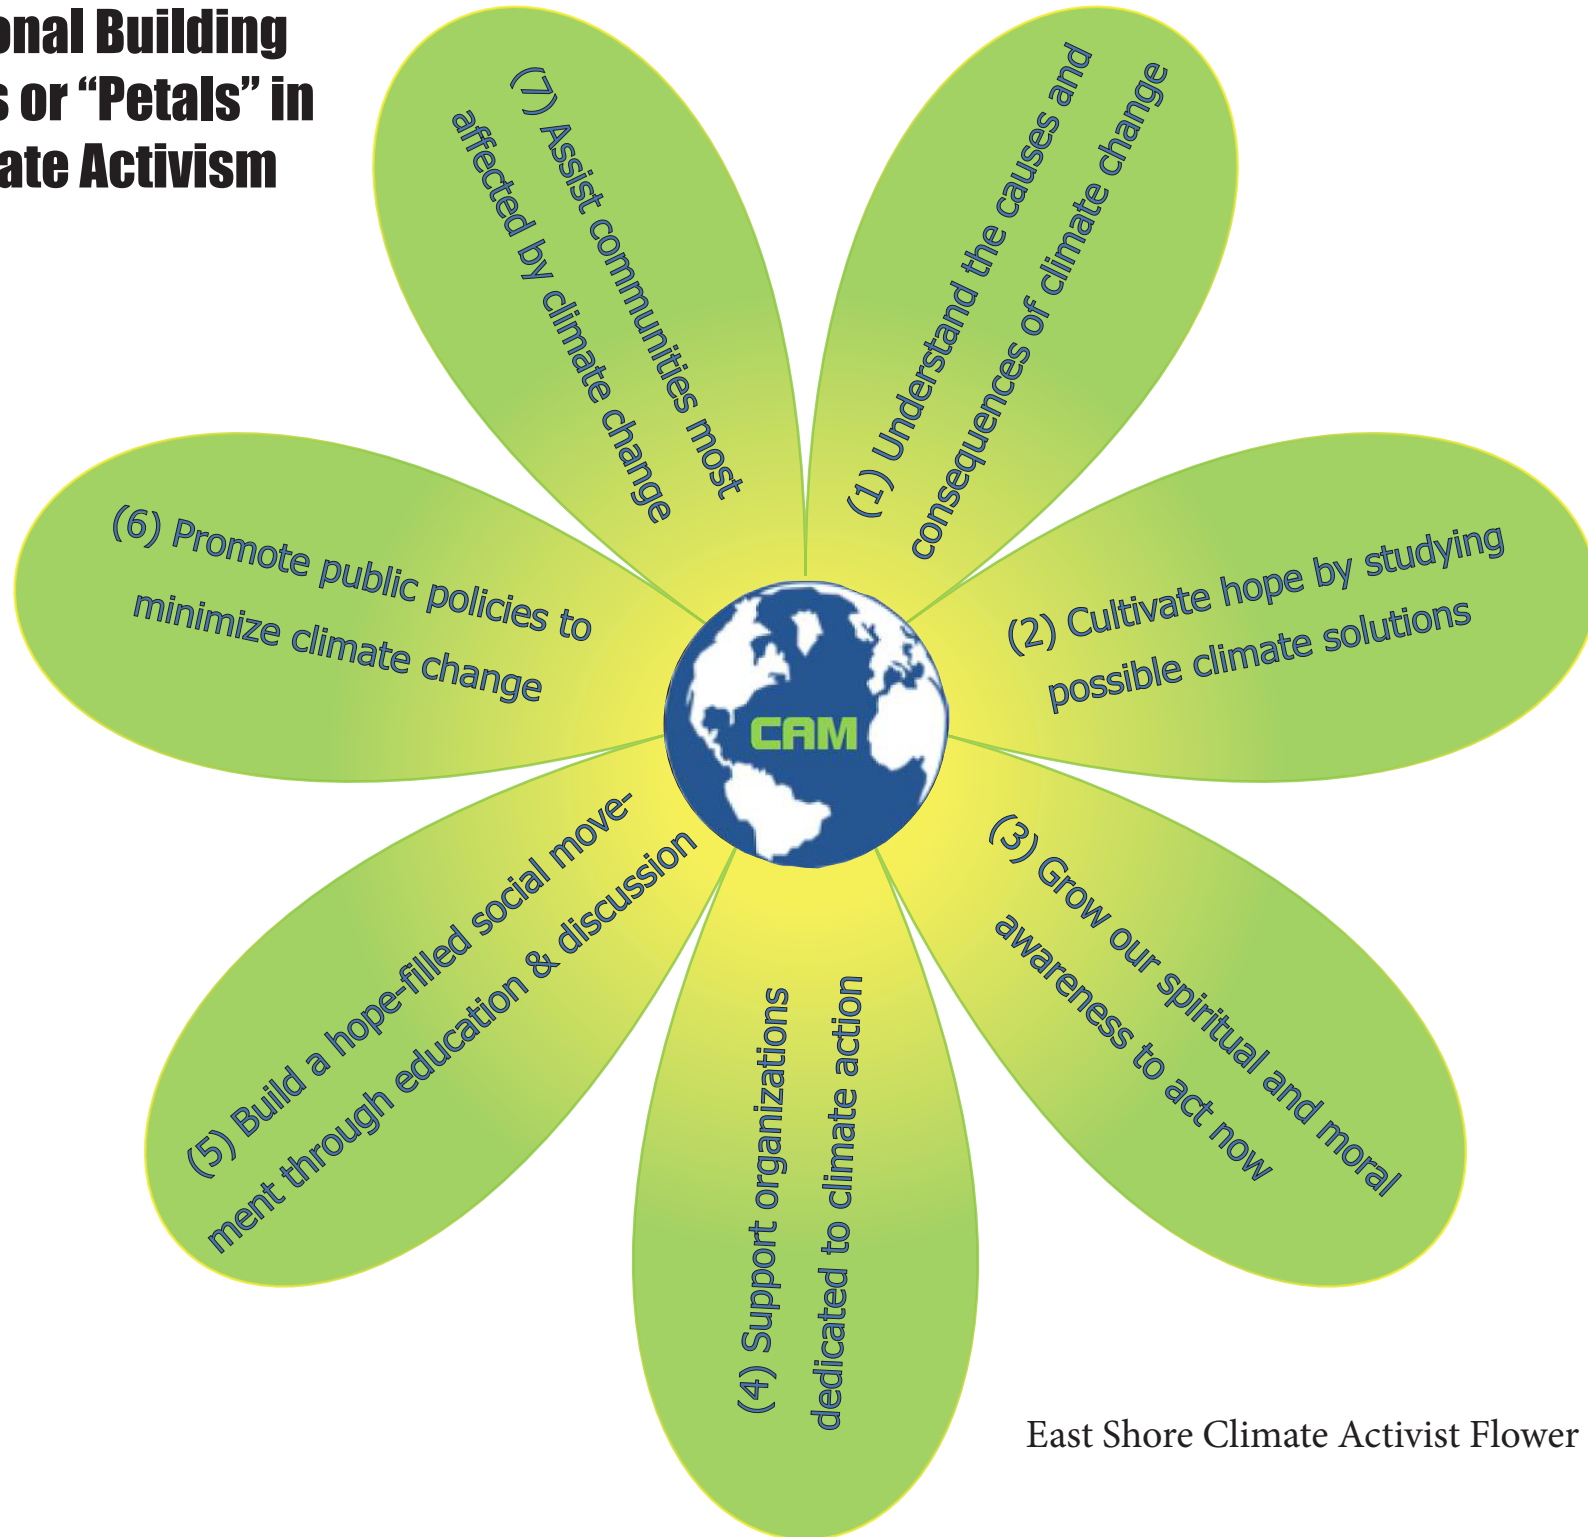 onal Building
s or “Petals” in
ate Activism
(1) Understand the causes and
consequences of climate change
(2) Cultivate hope by studying
possible climate solutions
(3) Grow our spiritual and moral
awareness to act now
(4) Support organizations
dedicated to climate action
(5) Build a hope-filled social move-
ment through education & discussion
(6) Promote public policies to
minimize climate change
(7) Assist communities most
affected by climate change
CAM
East Shore Climate Activist Flower